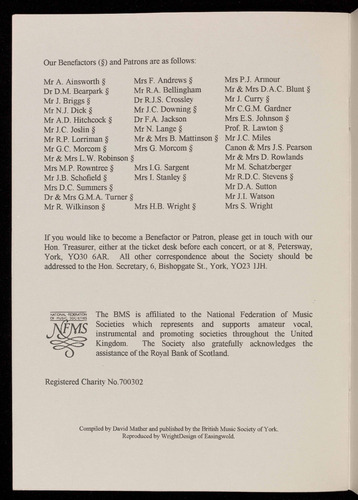 Our Benefactors (§) and Patrons are as follows:
Mr A. Ainsworth § Mrs F. Andrews § Mrs P.J. Armour
Dr D.M. Bearpark § Mr R.A. Bellingham Mr & Mrs D.A.C. Blunt §
Mr J. Briggs § Dr R.J.S. Crossley Mr J. Curry §
Mr N.J. Dick § Mr J.C. Downing § Mr C.G.M. Gardner
Mr A.D. Hitchcock § Dr F.A. Jackson Mrs E.S. Johnson §
Mr J.C. Joslin § Mr N. Lange § Prof. R. Lawton §
Mr R.P. Lorriman § Mr & Mrs B. Mattinson § Mr J.C. Miles
Mr G.C. Morcom § Mrs G. Morcom § Canon & Mrs J.S. Pearson
Mr & Mrs L.W. Robinson § Mr & Mrs D. Rowlands
Mrs M.P. Rowntree § Mrs I.G. Sargent Mr M. Schatzberger
Mr J.B. Schofield § Mrs I. Stanley § Mr R.D.C. Stevens §
Mrs D.C. Summers § Mr D.A. Sutton
Dr & Mrs G.M.A. Turner § Mr J.I. Watson
Mr R. Wilkinson § Mrs H.B. Wright § Mrs S. Wright
If you would like to become a Benefactor or Patron, please get in touch with our
Hon. Treasurer, either at the ticket desk before each concert, or at 8, Petersway,
York, YO30 6AR. All other correspondence about the Society should be
addressed to the Hon. Secretary, 6, Bishopgate St., York, YO23 1JH.
NATIONAL FEDERATION
OF MUSIC SOCIETIES
NFMS
The BMS is affiliated to the National Federation of Music
Societies which represents and supports amateur vocal,
instrumental and promoting societies throughout the United
Kingdom. The Society also gratefully acknowledges the
assistance of the Royal Bank of Scotland.
Registered Charity No.700302
Compiled by David Mather and published by the British Music Society of York.
Reproduced by WrightDesign of Easingwold.